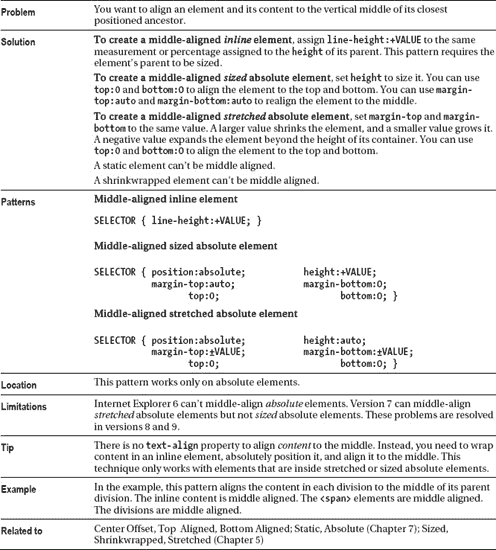 Problem
You want to align an element and its content to the vertical middle of its closest
positioned ancestor.
Solution
To create a middle-aligned inline element, assign line-height:+VALUE to the same
measurement or percentage assigned to the height of its parent. This pattern requires the
element's parent to be sized.
To create a middle-aligned sized absolute element, set height to size it. You can use
top:0 and bottom:0 to align the element to the top and bottom. You can use margin-
top:auto and margin-bottom:auto to realign the element to the middle.
To create a middle-aligned stretched absolute element, set margin-top and margin-
bottom to the same value. A larger value shrinks the element, and a smaller value grows it.
A negative value expands the element beyond the height of its container. You can use
top:0 and bottom:0 to align the element to the top and bottom.
A static element can't be middle aligned.
A shrinkwrapped element can't be middle aligned.
Patterns
Middle-aligned inline element
SELECTOR { line-height:+VALUE; }
Middle-aligned sized absolute element
SELECTOR { position:absolute; height:+VALUE;
margin-top:auto; margin-bottom:0;
top:0; bottom:0; }
Middle-aligned stretched absolute element
SELECTOR { position:absolute; height:auto;
margin-top:±VALUE; margin-bottom:±VALUE;
top:0; bottom:0; }
Location
This pattern works only on absolute elements.
Limitations
Internet Explorer 6 can't middle-align absolute elements. Version 7 can middle-align
stretched absolute elements but not sized absolute elements. These problems are resolved
in versions 8 and 9.
Tip
There is no text-align property to align content to the middle. Instead, you need to wrap
content in an inline element, absolutely position it, and align it to the middle. This
technique only works with elements that are inside stretched or sized absolute elements.
Example
In the example, this pattern aligns the content in each division to the middle of its parent
division. The inline content is middle aligned. The <span> elements are middle aligned.
The divisions are middle aligned.
Related to
Center Offset, Top Aligned, Bottom Aligned; Static, Absolute (Chapter 7); Sized,
Shrinkwrapped, Stretched (Chapter 5)